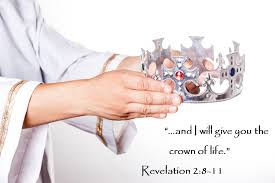 "...and I will give you the
crown of life."
Revelation 2:8-11